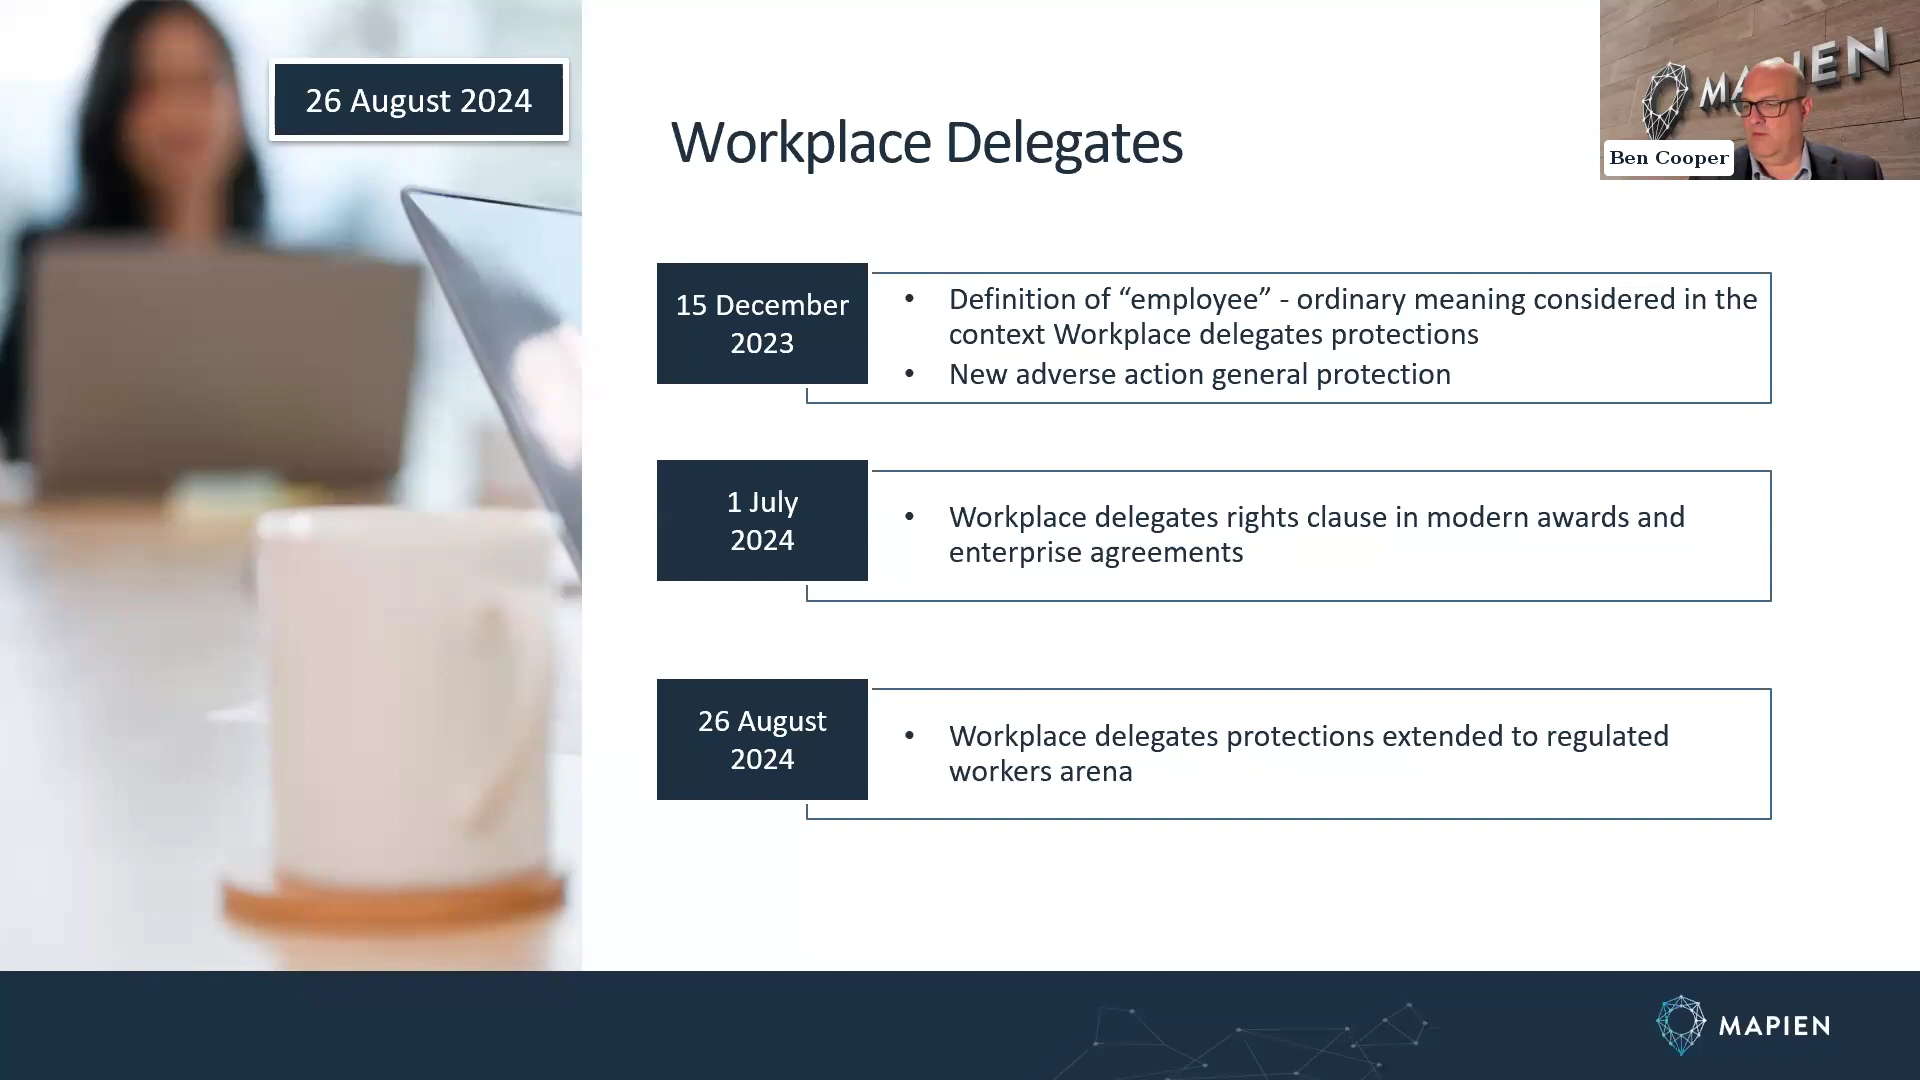 26 August 2024
Workplace Delegates
MAPIEN
Ben Cooper
15 December
2023
• Definition of “employee” - ordinary meaning considered in the
context Workplace delegates protections
• New adverse action general protection
1 July
2024
• Workplace delegates rights clause in modern awards and
enterprise agreements
26 August
2024
• Workplace delegates protections extended to regulated
workers arena
MAPIEN